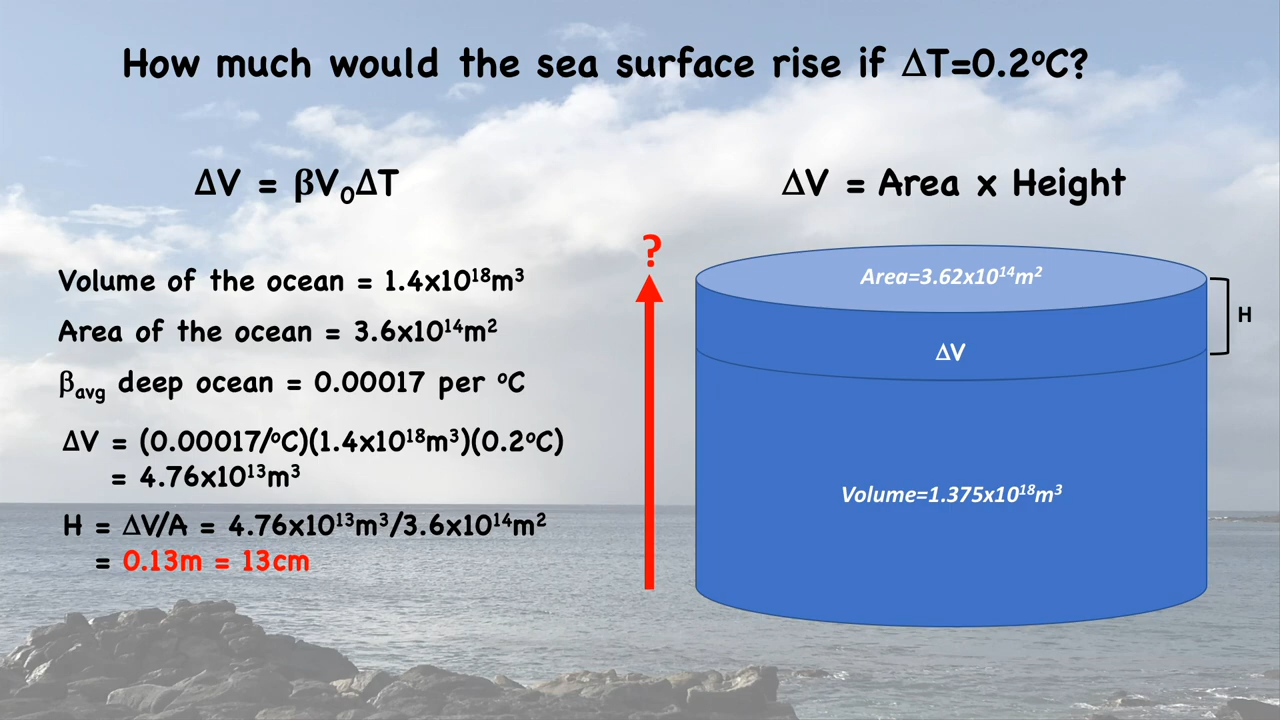 How much would the sea surface rise if ΔT=0.2°C?
ΔV = βV₀ΔT
ΔV = Area x Height
?
Volume of the ocean = 1.4x10¹⁸m³
Area of the ocean = 3.6x10¹⁴m²
βavg deep ocean = 0.00017 per °C
ΔV = (0.00017/°C)(1.4x10¹⁸m³)(0.2°C)
= 4.76x10¹³m³
H = ΔV/A = 4.76x10¹³m³/3.6x10¹⁴m²
= 0.13m = 13cm
Area=3.62x10¹⁴m²
H
ΔV
Volume=1.375x10¹⁸m³